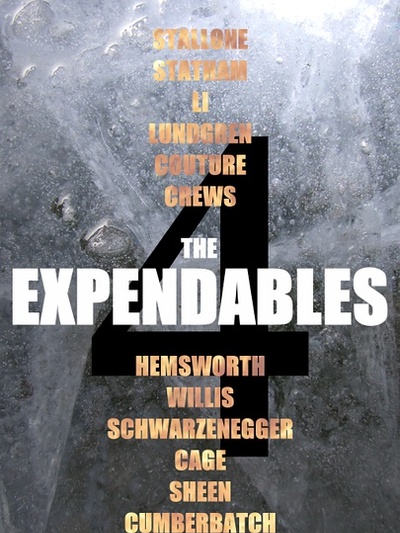 STALLONE
STATHAM
LI
LUNDGREN
COUTURE
CREWS
4
THE
EXPENDABLES
HEMSWORTH
WILLIS
SCHWARZENEGGER
CAGE
SHEEN
CUMBERBATCH